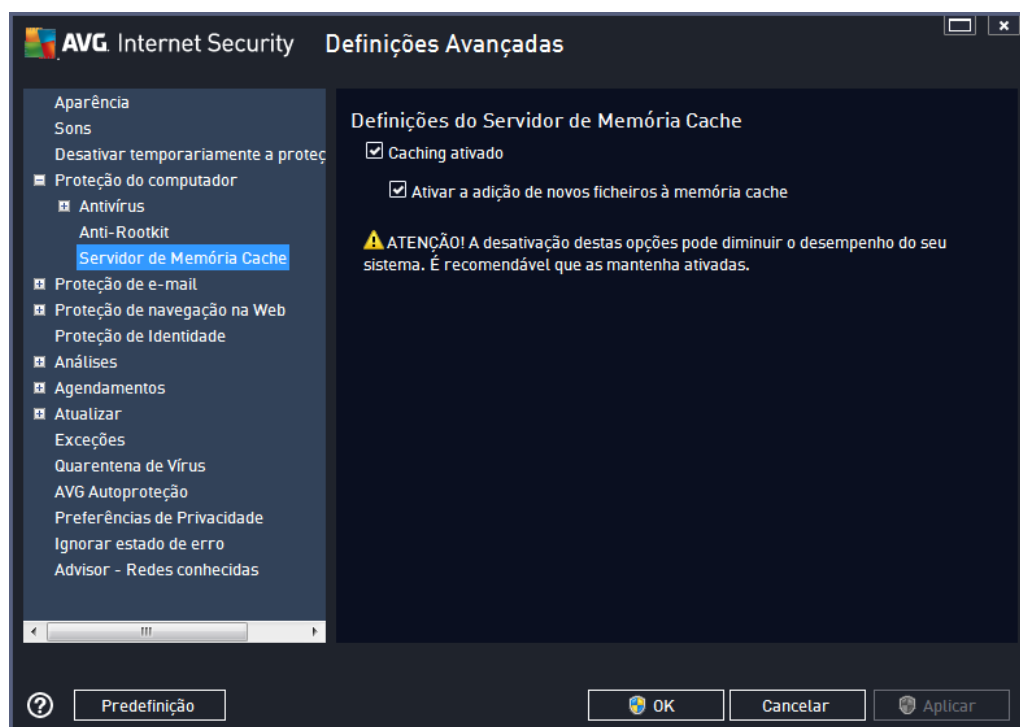 AVG. Internet Security Definições Avançadas
Aparência
Sons
Desativar temporariamente a proteç
Proteção do computador
Antivírus
Anti-Rootkit
Servidor de Memória Cache
Proteção de e-mail
Proteção de navegação na Web
Proteção de Identidade
Análises
Agendamentos
Atualizar
Exceções
Quarentena de Vírus
AVG Autoproteção
Preferências de Privacidade
Ignorar estado de erro
Advisor - Redes conhecidas
Definições do Servidor de Memória Cache
Caching ativado
Ativar a adição de novos ficheiros à memória cache
ATENÇÃO! A desativação destas opções pode diminuir o desempenho do seu
sistema. É recomendável que as mantenha ativadas.
Predefinição
OK
Cancelar
Aplicar